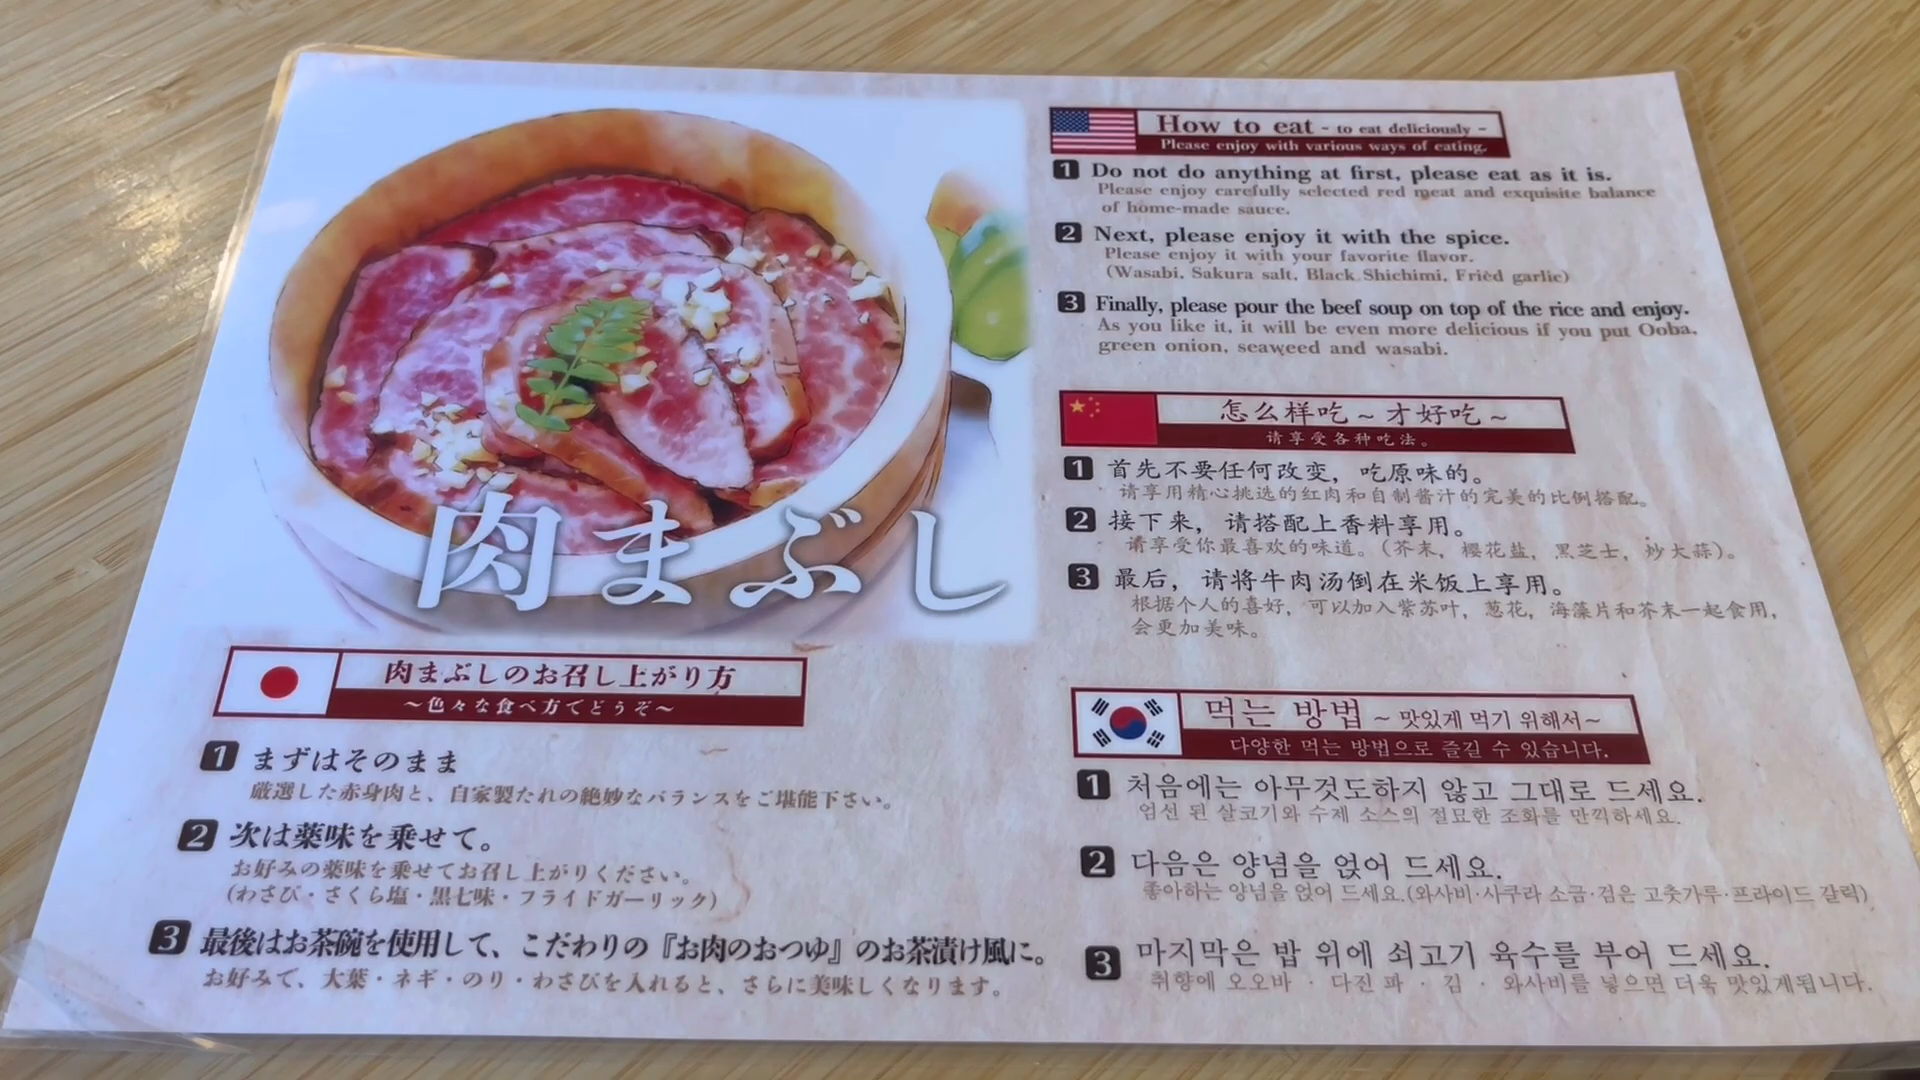 肉まぶし
肉まぶしのお召し上がり方
～色々な食べ方でどうぞ～
1 まずはそのまま
厳選した赤身肉と、自家製たれの絶妙なバランスをご堪能下さい。
2 次は薬味を乗せて。
お好みの薬味を乗せてお召し上がりください。
(わさび・さくら塩・黒七味・フライドガーリック)
3 最後はお茶碗を使用して、こだわりの『お肉のおつゆ』のお茶漬け風に。
お好みで、大葉・ネギ・のり・わさびを入れると、さらに美味しくなります。
How to eat - to eat deliciously -
Please enjoy with various ways of eating.
1 Do not do anything at first, please eat as it is.
Please enjoy carefully selected red meat and exquisite balance
of home-made sauce.
2 Next, please enjoy it with the spice.
Please enjoy it with your favorite flavor.
(Wasabi, Sakura salt, Black Shichimi, Fried garlic)
3 Finally, please pour the beef soup on top of the rice and enjoy.
As you like it, it will be even more delicious if you put Ooba,
green onion, seaweed and wasabi.
怎么样吃～才好吃～
请享受各种吃法。
1 首先不要任何改变，吃原味的。
请享用精心挑选的红肉和自制酱汁的完美的比例搭配。
2 接下来，请搭配上香料享用。
请享受你最喜欢的味道。（芥末，樱花盐，黑芝士，炒大蒜）。
3 最后，请将牛肉汤倒在米饭上享用。
根据个人的喜好，可以加入紫苏叶，葱花，海藻片和芥末一起食用，
会更加美味。
먹는 방법 ～ 맛있게 먹기 위해서～
다양한 먹는 방법으로 즐길 수 있습니다.
1 처음에는 아무것도하지 않고 그대로 드세요.
엄선 된 살코기와 수제 소스의 절묘한 조화를 만끽하세요.
2 다음은 양념을 얹어 드세요.
좋아하는 양념을 얹어 드세요.(와사비·사쿠라 소금·검은 고춧가루·프라이드 갈릭)
3 마지막은 밥 위에 쇠고기 육수를 부어 드세요.
취향에 오오바 · 다진 파 · 김 · 와사비를 넣으면 더욱 맛있게됩니다.